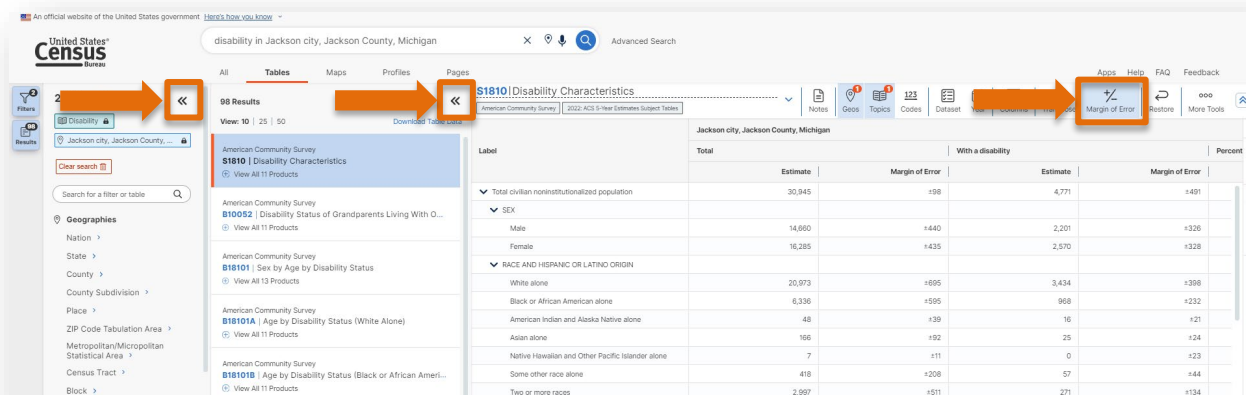 An official website of the United States government Here's how you know
United States®
Census
Bureau
disability in Jackson city, Jackson County, Michigan
Advanced Search
All Tables Maps Profiles Pages
Apps Help FAQ Feedback
Filters
2
Results
98
2
Disability
Jackson city, Jackson County, ...
Clear search
Search for a filter or table
Geographies
Nation
State
County
County Subdivision
Place
ZIP Code Tabulation Area
Metropolitan/Micropolitan
Statistical Area
Census Tract
Block
98 Results
View: 10 | 25 | 50
Download Table Data
American Community Survey
S1810 | Disability Characteristics
View All 11 Products
American Community Survey
B10052 | Disability Status of Grandparents Living With O...
View All 11 Products
American Community Survey
B18101 | Sex by Age by Disability Status
View All 13 Products
American Community Survey
B18101A | Age by Disability Status (White Alone)
View All 11 Products
American Community Survey
B18101B | Age by Disability Status (Black or African Ameri...
View All 11 Products
S1810 | Disability Characteristics
American Community Survey 2022: ACS 5-Year Estimates Subject Tables
Notes
1
Geos
1
Topics
123
Codes
Dataset
Margin of Error
Restore
More Tools
Jackson city, Jackson County, Michigan
Label Total With a disability Percent
Estimate Margin of Error Estimate Margin of Error
Total civilian noninstitutionalized population 30,945 ±98 4,771 ±491
SEX
Male 14,660 ±440 2,201 ±326
Female 16,285 ±435 2,570 ±328
RACE AND HISPANIC OR LATINO ORIGIN
White alone 20,973 ±695 3,434 ±398
Black or African American alone 6,336 ±595 968 ±232
American Indian and Alaska Native alone 48 ±39 16 ±21
Asian alone 166 ±92 25 ±24
Native Hawaiian and Other Pacific Islander alone 7 ±11 0 ±23
Some other race alone 418 ±208 57 ±44
Two or more races 2,997 ±511 271 ±134